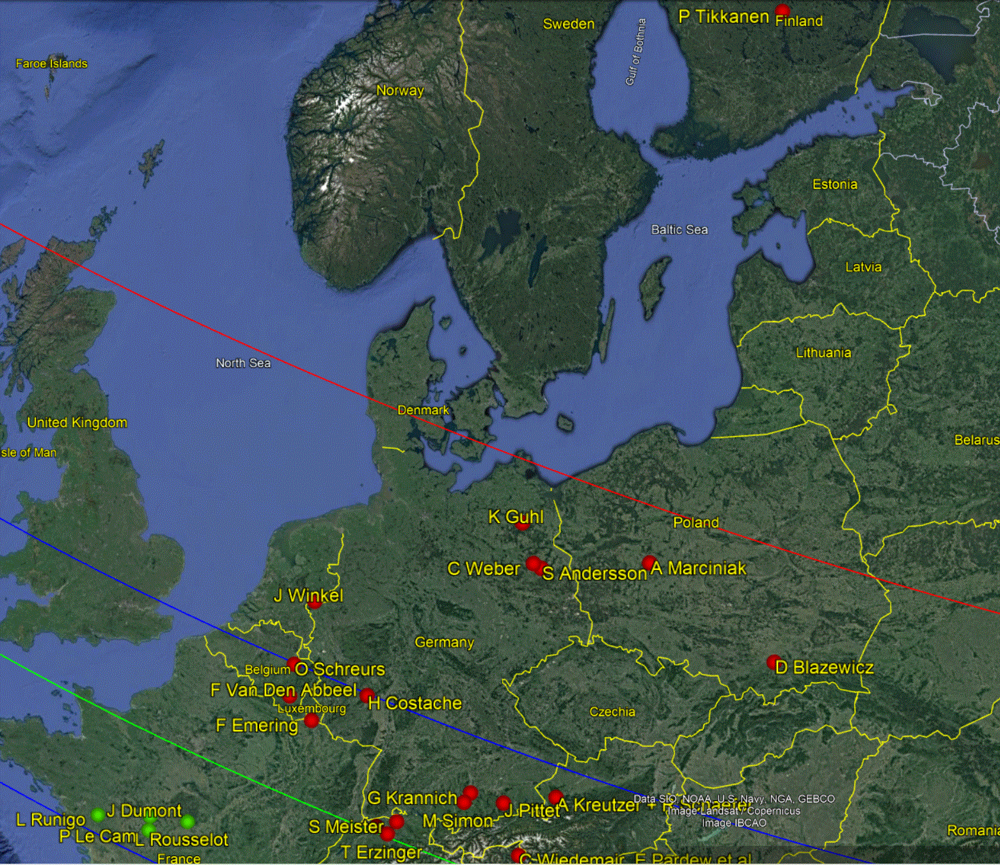 P Tikkanen
Finland
Sweden
Gulf of Bothnia
Faroe Islands
Norway
Estonia
Baltic Sea
Latvia
Lithuania
North Sea
Denmark
United Kingdom
Belarus
sle of Man
K Guhl
Poland
C Weber
S Andersson
A Marciniak
J Winkel
Germany
Belgium
O Schreurs
D Blazewicz
F Van Den Abbeel
H Costache
Luxembourg
Czechia
F Emering
G Krannich
A Kreutzer +
Data SIO, NOAA, U.S. Navy, NGA, GEBCO
Image Landsat / Copernicus
Image IBCAO
J Pittet
M Simon
J Dumont
L Runigo
S Meister
P Le Cam
L Rousselot
Romania
T Erzinger
France
C Wiedemair, E Pardew et al